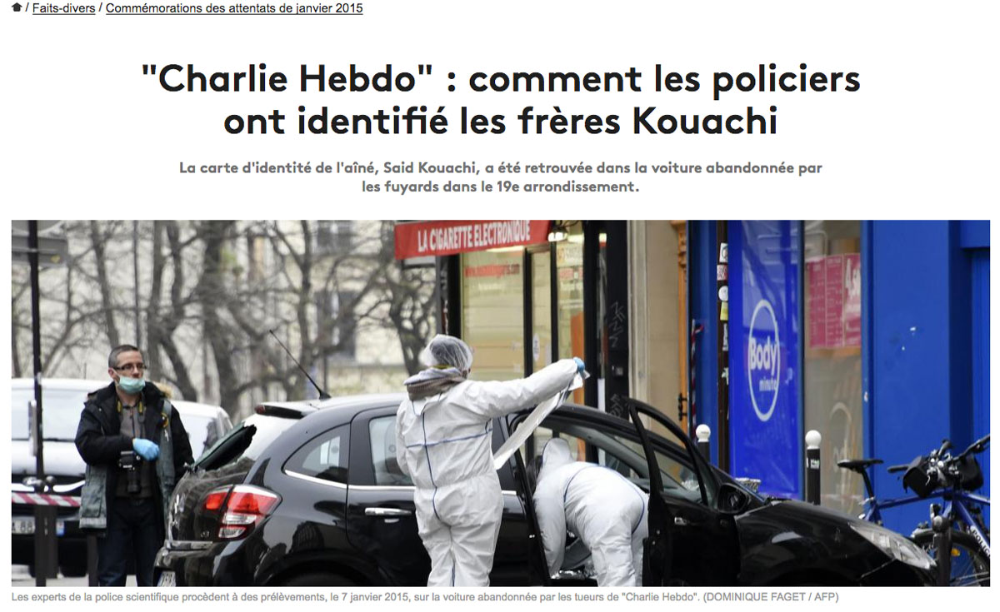 / Faits-divers / Commémorations des attentats de janvier 2015
"Charlie Hebdo" : comment les policiers
ont identifié les frères Kouachi
La carte d'identité de l'aîné, Said Kouachi, a été retrouvée dans la voiture abandonnée par
les fuyards dans le 19e arrondissement.
LA CIGARETTE ELECTRONIQUE
Body
minute
Les experts de la police scientifique procèdent à des prélèvements, le 7 janvier 2015, sur la voiture abandonnée par les tueurs de "Charlie Hebdo". (DOMINIQUE FAGET / AFP)